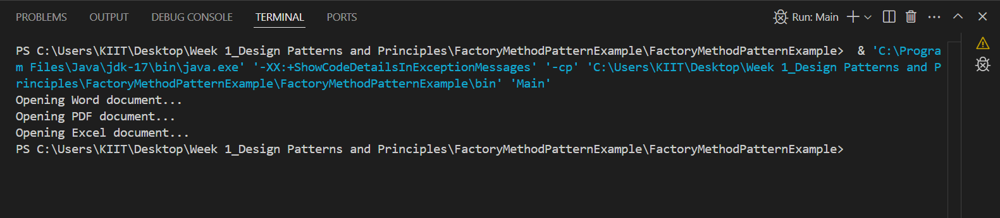 PROBLEMS OUTPUT DEBUG CONSOLE TERMINAL PORTS Run: Main
PS C:\Users\KIIT\Desktop\Week 1_Design Patterns and Principles\FactoryMethodPatternExample\FactoryMethodPatternExample>  & 'C:\Progra
m Files\Java\jdk-17\bin\java.exe' '-XX:+ShowCodeDetailsInExceptionMessages' '-cp' 'C:\Users\KIIT\Desktop\Week 1_Design Patterns and P
rinciples\FactoryMethodPatternExample\FactoryMethodPatternExample\bin' 'Main'
Opening Word document...
Opening PDF document...
Opening Excel document...
PS C:\Users\KIIT\Desktop\Week 1_Design Patterns and Principles\FactoryMethodPatternExample\FactoryMethodPatternExample>